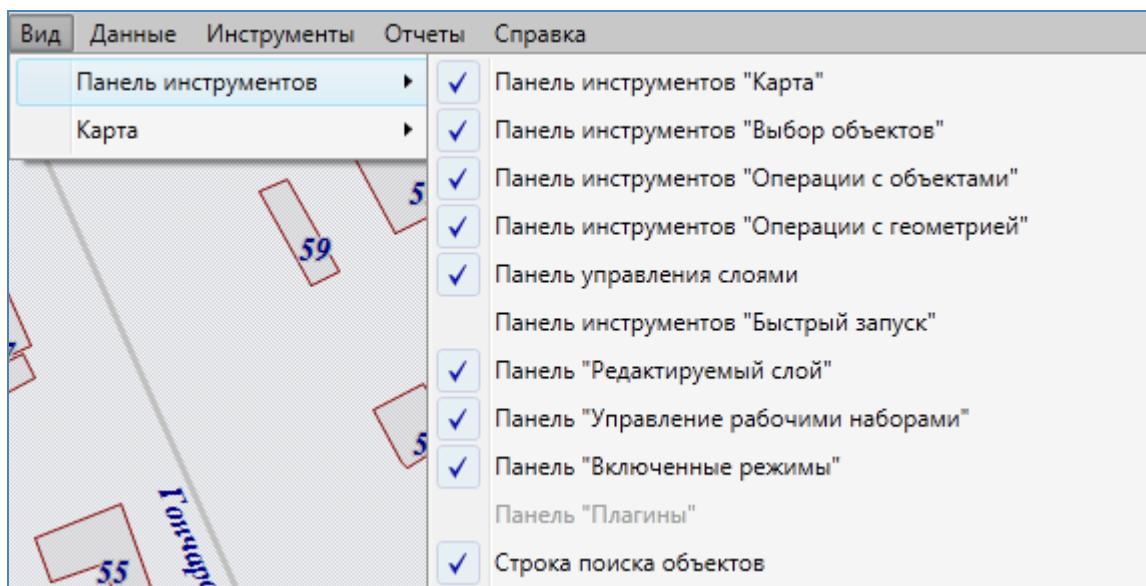 Вид Данные Инструменты Отчеты Справка
Панель инструментов
Карта
Панель инструментов "Карта"
Панель инструментов "Выбор объектов"
Панель инструментов "Операции с объектами"
Панель инструментов "Операции с геометрией"
Панель управления слоями
Панель инструментов "Быстрый запуск"
Панель "Редактируемый слой"
Панель "Управление рабочими наборами"
Панель "Включенные режимы"
Панель "Плагины"
Строка поиска объектов
59
55